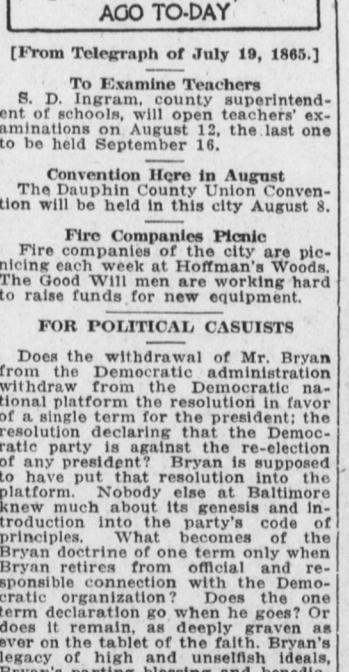 AGO TO-DAY
[From Telegraph of July 19, 1865.]
To Examine Teachers
S. D. Ingram, county superintend-
ent of schools, will open teachers' ex-
aminations on August 12, the last one
to be held September 16.
Convention Here in August
The Dauphin County Union Conven-
tion will be held in this city August 8.
Fire Companies Picnic
Fire companies of the city are pic-
nicing each week at Hoffman's Woods.
The Good Will men are working hard
to raise funds for new equipment.
FOR POLITICAL CASUISTS
Does the withdrawal of Mr. Bryan
from the Democratic administration
withdraw from the Democratic na-
tional platform the resolution in favor
of a single term for the president; the
resolution declaring that the Democ-
ratic party is against the re-election
of any president? Bryan is supposed
to have put that resolution into the
platform. Nobody else at Baltimore
knew much about its genesis and in-
troduction into the party's code of
principles. What becomes of the
Bryan doctrine of one term only when
Bryan retires from official and re-
sponsible connection with the Demo-
cratic organization? Does the one
term declaration go when he goes? Or
does it remain, as deeply graven as
ever on the tablet of the faith. Bryan's
legacy of high and unselfish ideals,
Bryan's parting blessing and